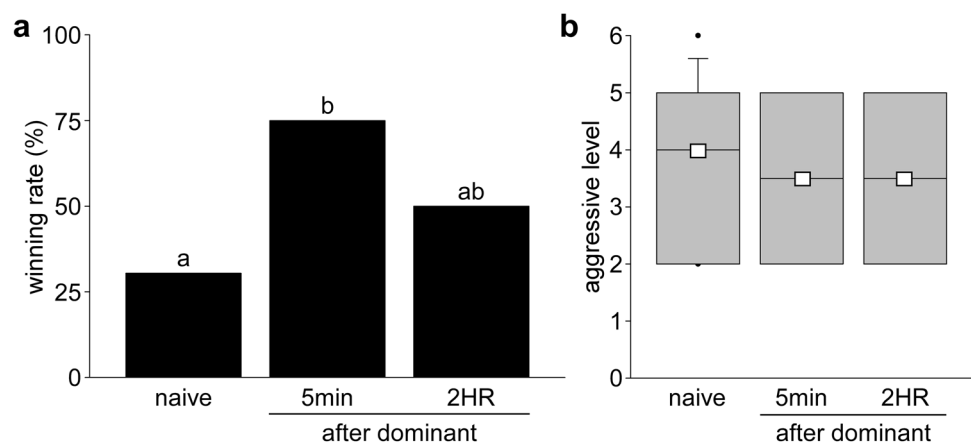 a
100
75
50
25
0
winning rate (%)
a
b
ab
naive
5min
2HR
after dominant
b
6
5
4
3
2
1
0
aggressive level
naive
5min
2HR
after dominant